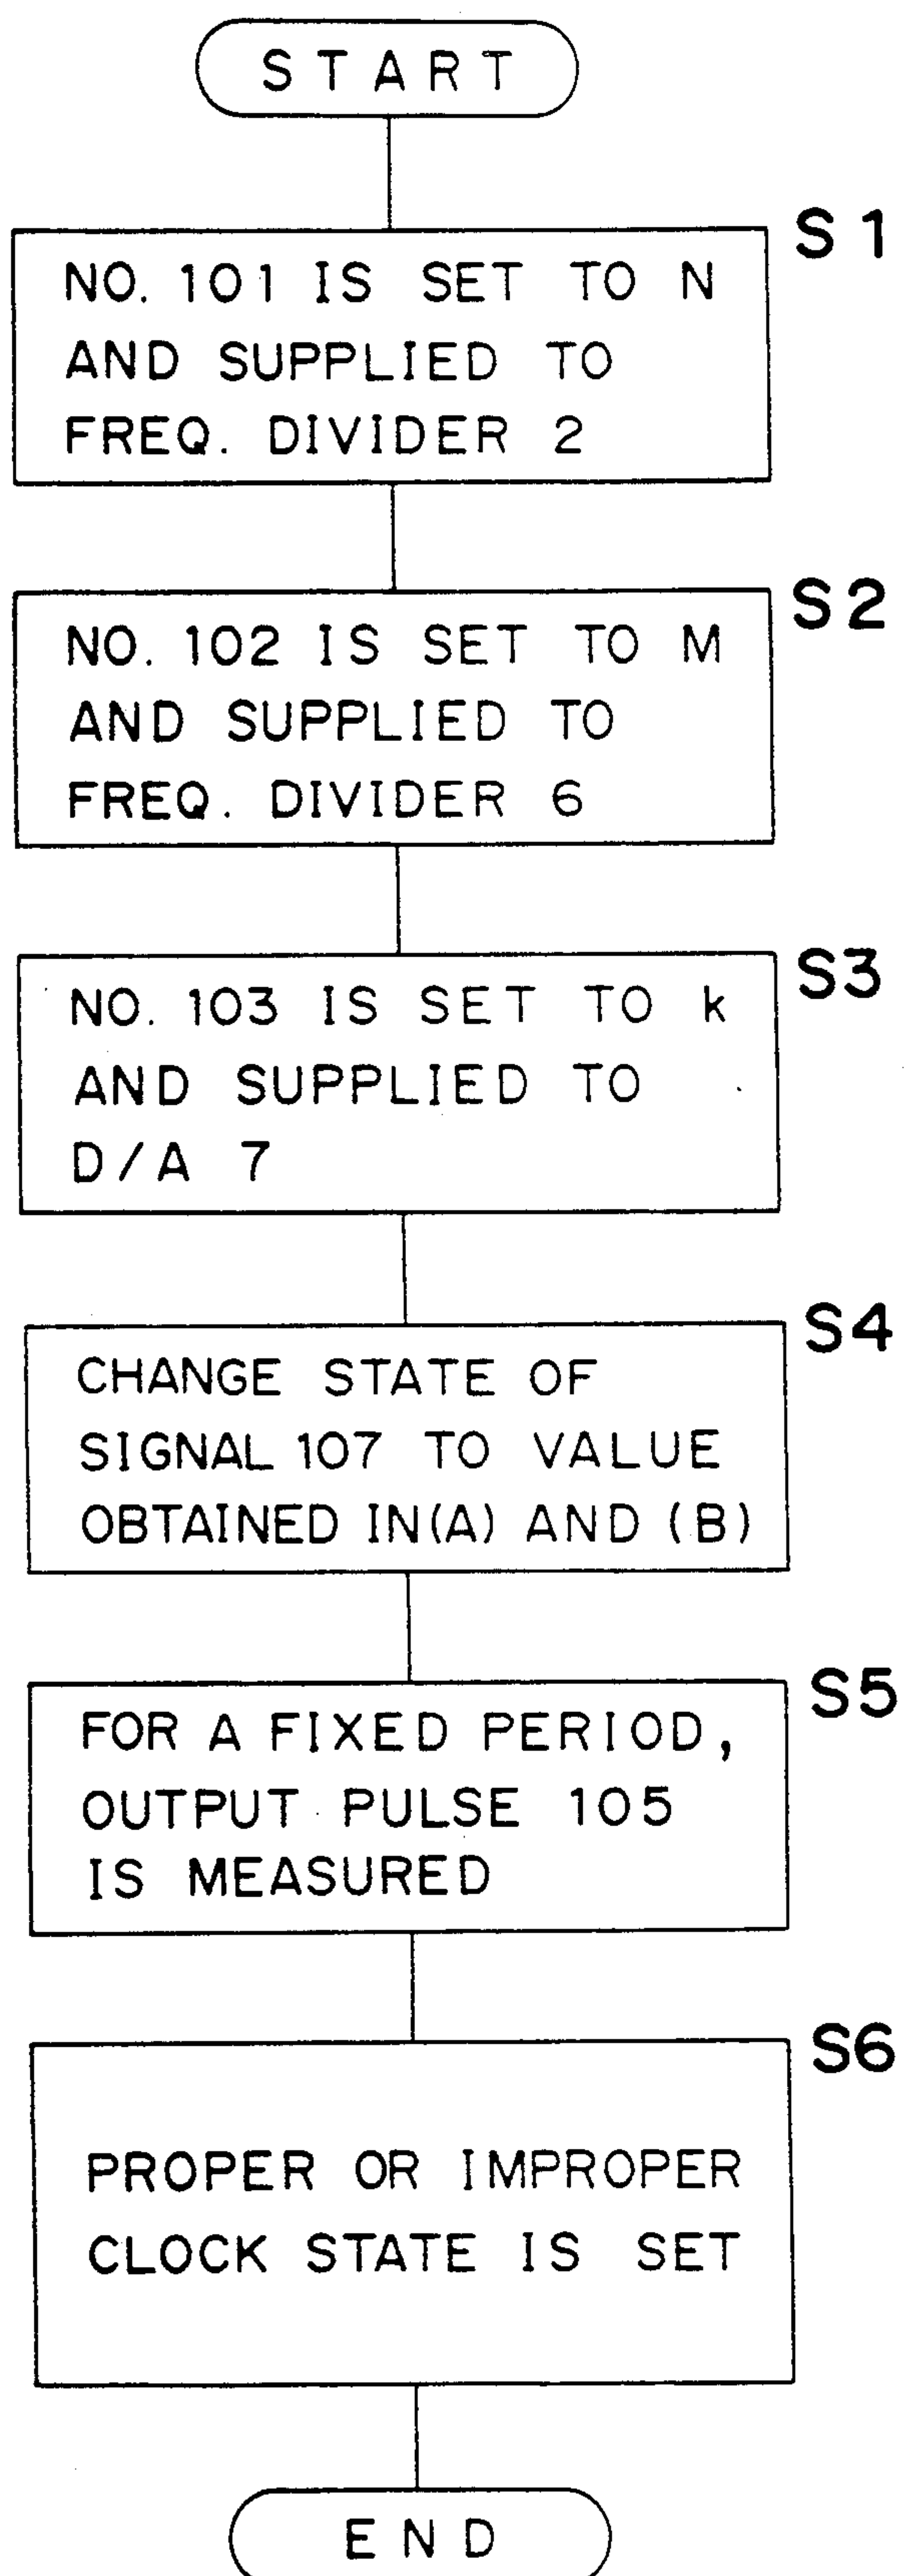 START
S1
NO. 101 IS SET TO N
AND SUPPLIED TO
FREQ. DIVIDER 2
S2
NO. 102 IS SET TO M
AND SUPPLIED TO
FREQ. DIVIDER 6
S3
NO. 103 IS SET TO k
AND SUPPLIED TO
D/A 7
S4
CHANGE STATE OF
SIGNAL 107 TO VALUE
OBTAINED IN(A) AND (B)
S5
FOR A FIXED PERIOD,
OUTPUT PULSE 105
IS MEASURED
S6
PROPER OR IMPROPER
CLOCK STATE IS SET
END